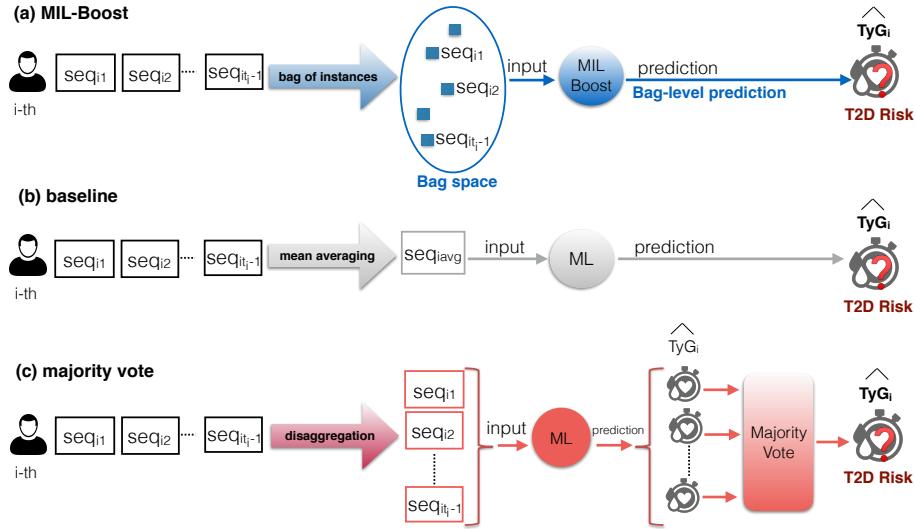 (a) MIL-Boost
i-th
seqi1
seqi2
....
seqiti-1
bag of instances
seqi1
seqi2
seqiti-1
Bag space
input
MIL
Boost
prediction
Bag-level prediction
TyGi
?
T2D Risk
(b) baseline
i-th
seqi1
seqi2
....
seqiti-1
mean averaging
seqiavg
input
ML
prediction
TyGi
?
T2D Risk
(c) majority vote
i-th
seqi1
seqi2
....
seqiti-1
disaggregation
seqi1
seqi2
seqiti-1
input
ML
prediction
TyGi
Majority
Vote
TyGi
?
T2D Risk